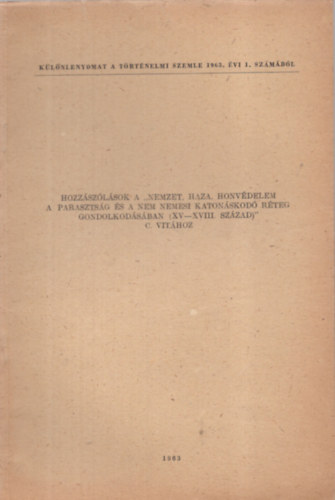 KÜLÖNLENYOMAT A TÖRTÉNELMI SZEMLE 1963. ÉVI 1. SZÁMÁBÓL
HOZZÁSZÓLÁSOK A „NEMZET, HAZA, HONVÉDELEM
A PARASZTSÁG ÉS A NEM NEMESI KATONÁSKODÓ RÉTEG
GONDOLKODÁSÁBAN (XV—XVIII. SZÁZAD)"
C. VITÁHOZ
1963